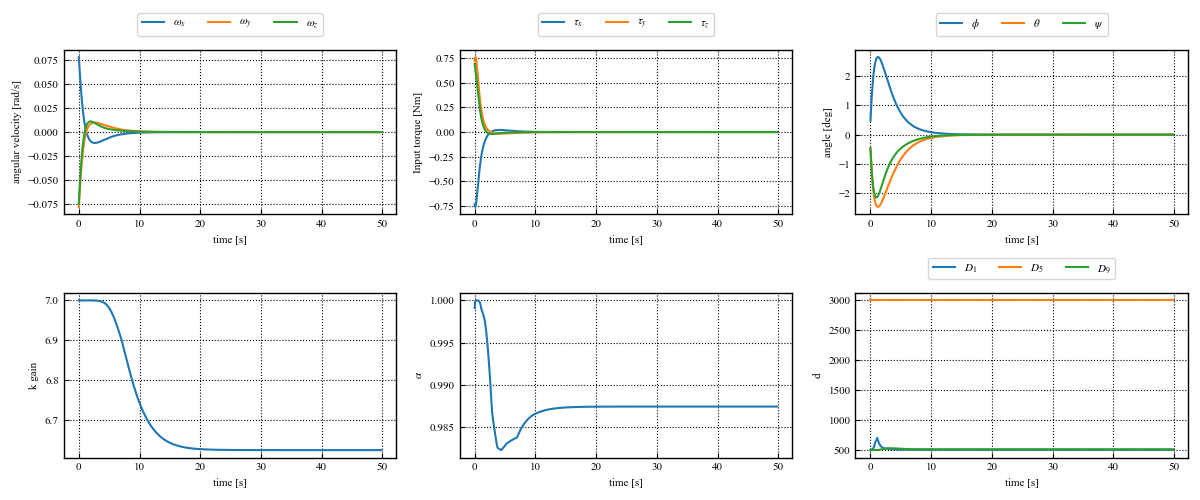 ωx ωy ωz
angular velocity [rad/s]
0.075
0.050
0.025
0.000
−0.025
−0.050
−0.075
0 10 20 30 40 50
time [s]
τx τy τz
Input torque [Nm]
0.75
0.50
0.25
0.00
−0.25
−0.50
−0.75
0 10 20 30 40 50
time [s]
ϕ θ ψ
angle [deg]
2
1
0
−1
−2
0 10 20 30 40 50
time [s]
k gain
7.0
6.9
6.8
6.7
0 10 20 30 40 50
time [s]
α
1.000
0.995
0.990
0.985
0 10 20 30 40 50
time [s]
D1 D5 D9
d
3000
2500
2000
1500
1000
500
0 10 20 30 40 50
time [s]